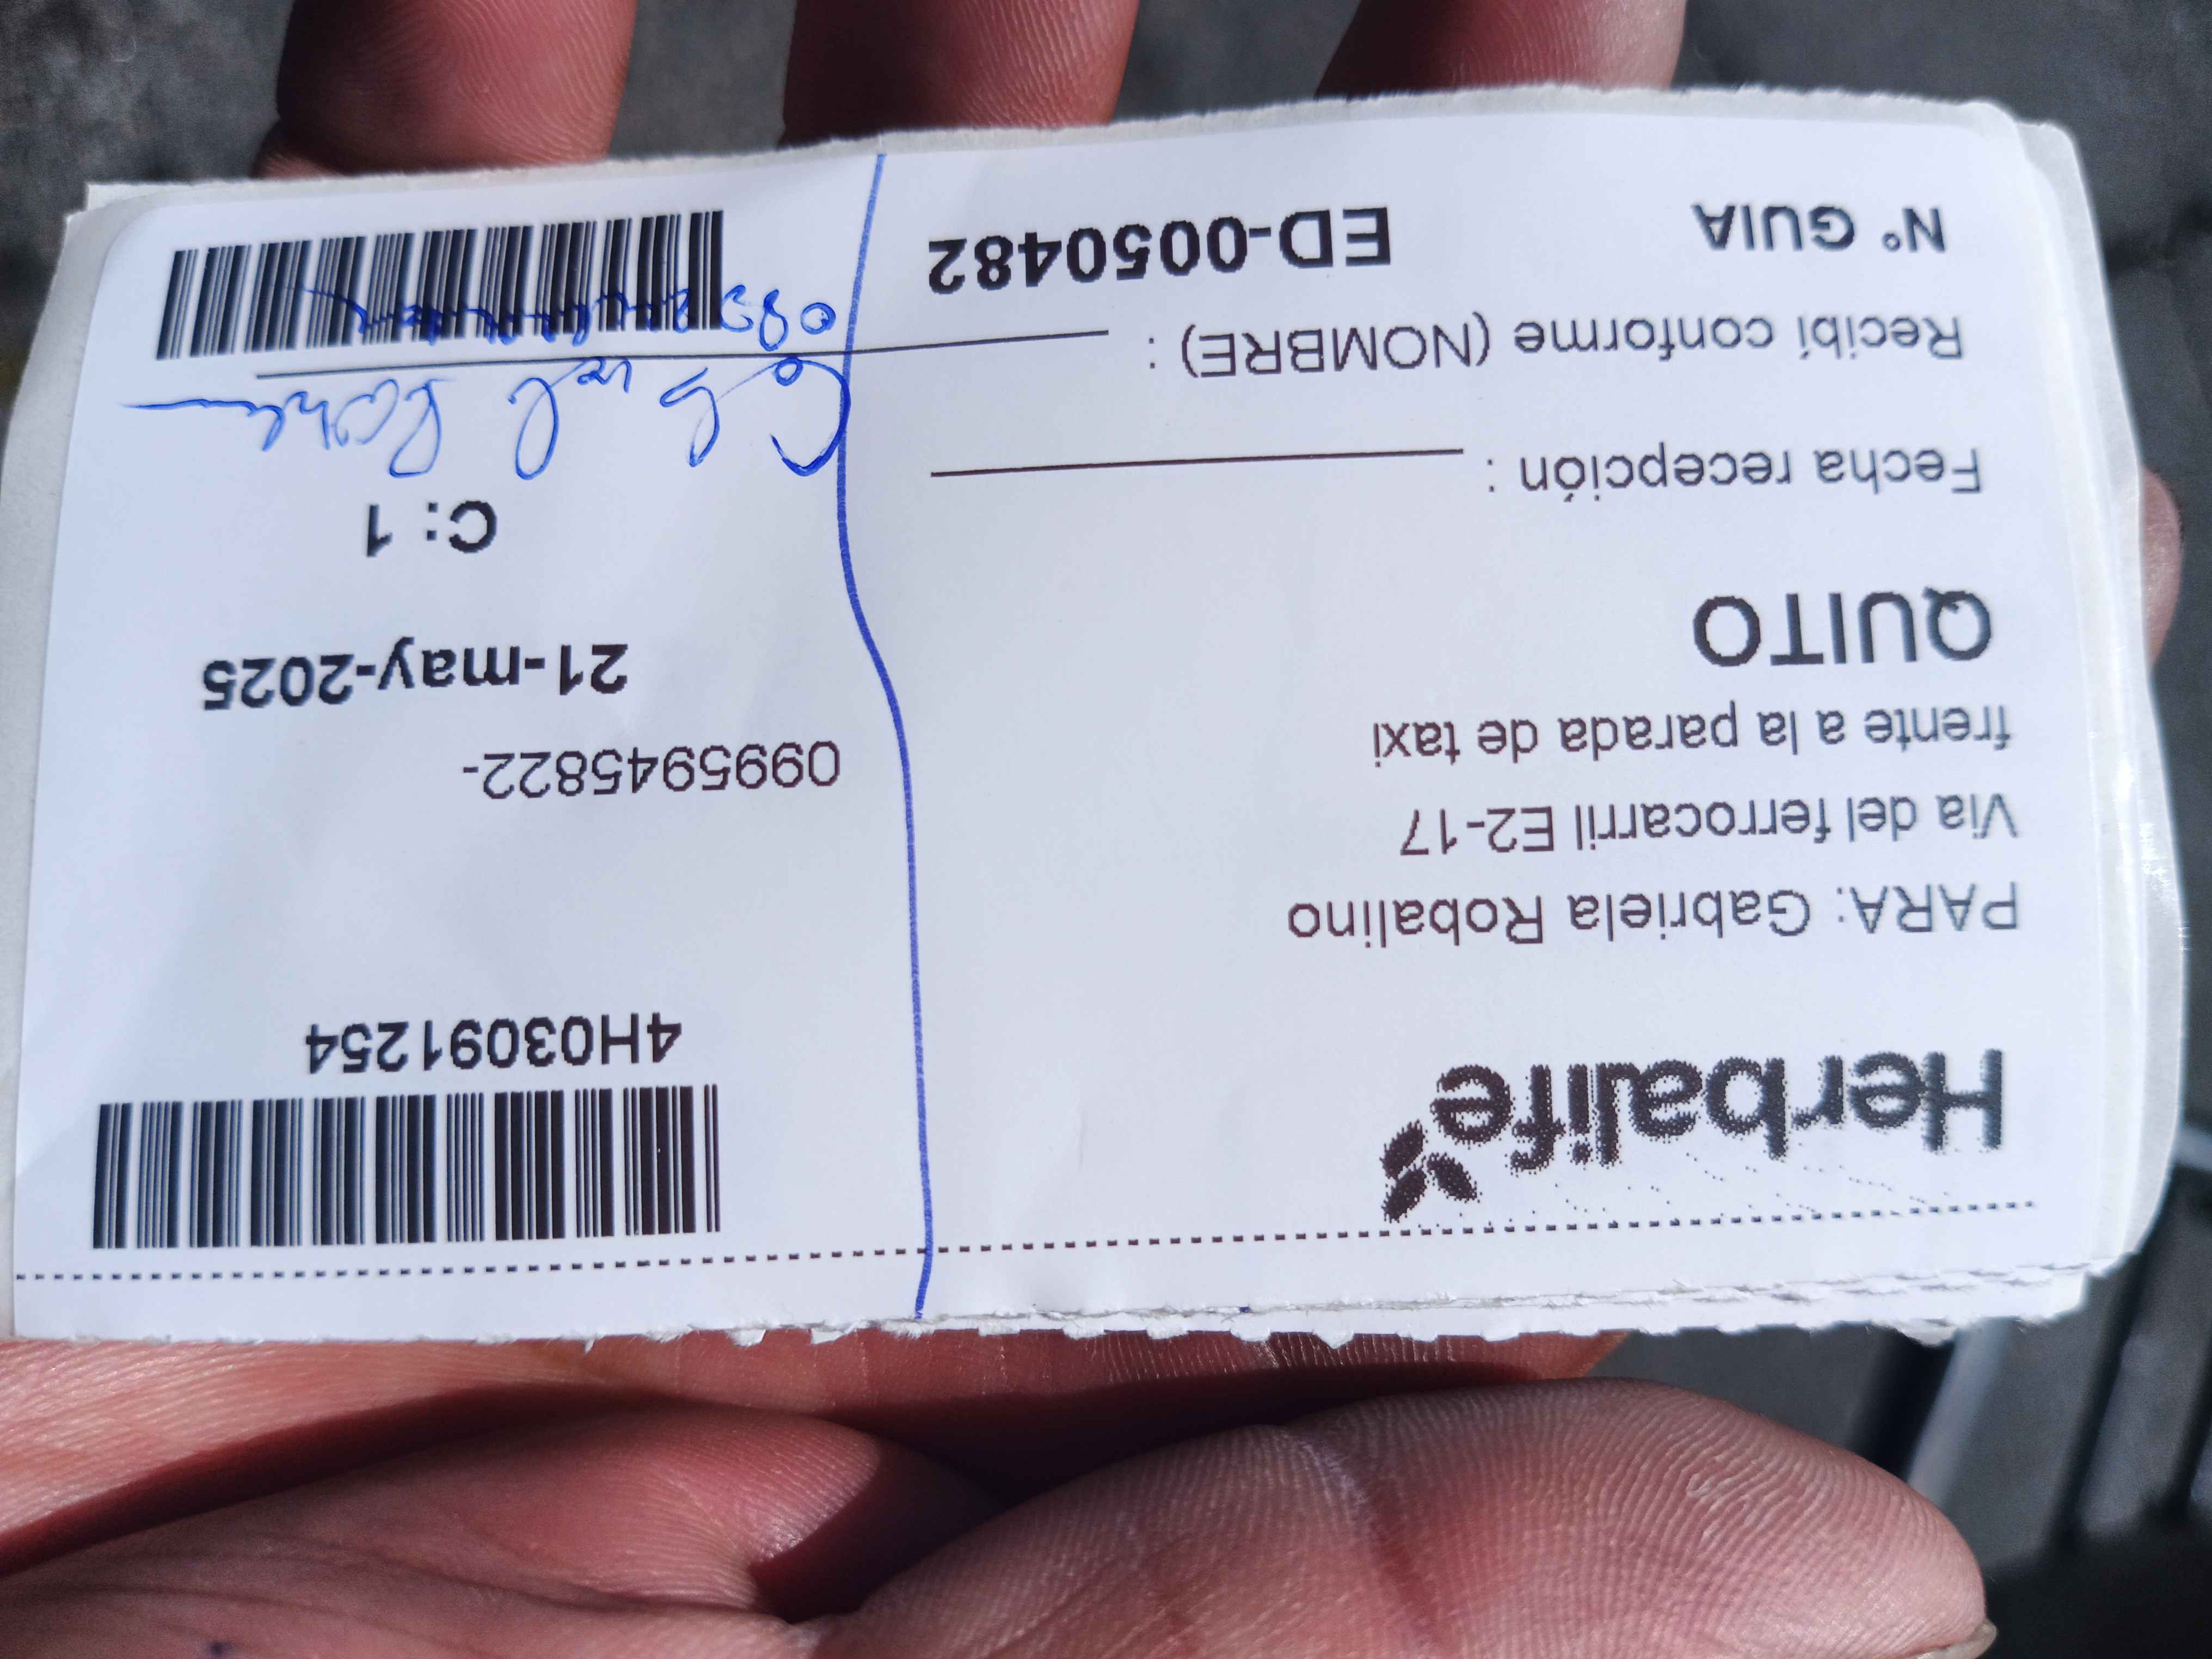 Herbalife
4H03091254
PARA: Gabriela Robalino
Via del ferrocarril E2-17
0995945822-
frente a la parada de taxi
21-may-2025
QUITO
C: 1
Fecha recepción :
Recibí conforme (NOMBRE) :
N° GUIA ED-0050482